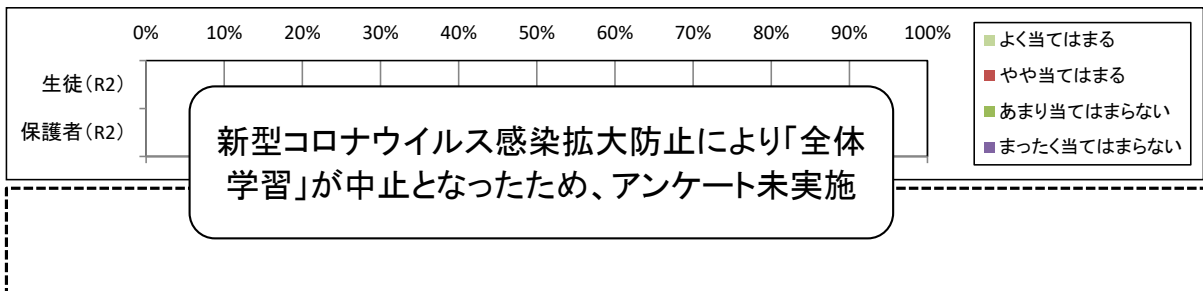 0% 10% 20% 30% 40% 50% 60% 70% 80% 90% 100%
生徒(R2)
保護者(R2)
よく当てはまる
やや当てはまる
あまり当てはまらない
まったく当てはまらない
新型コロナウイルス感染拡大防止により「全体
学習」が中止となったため、アンケート未実施